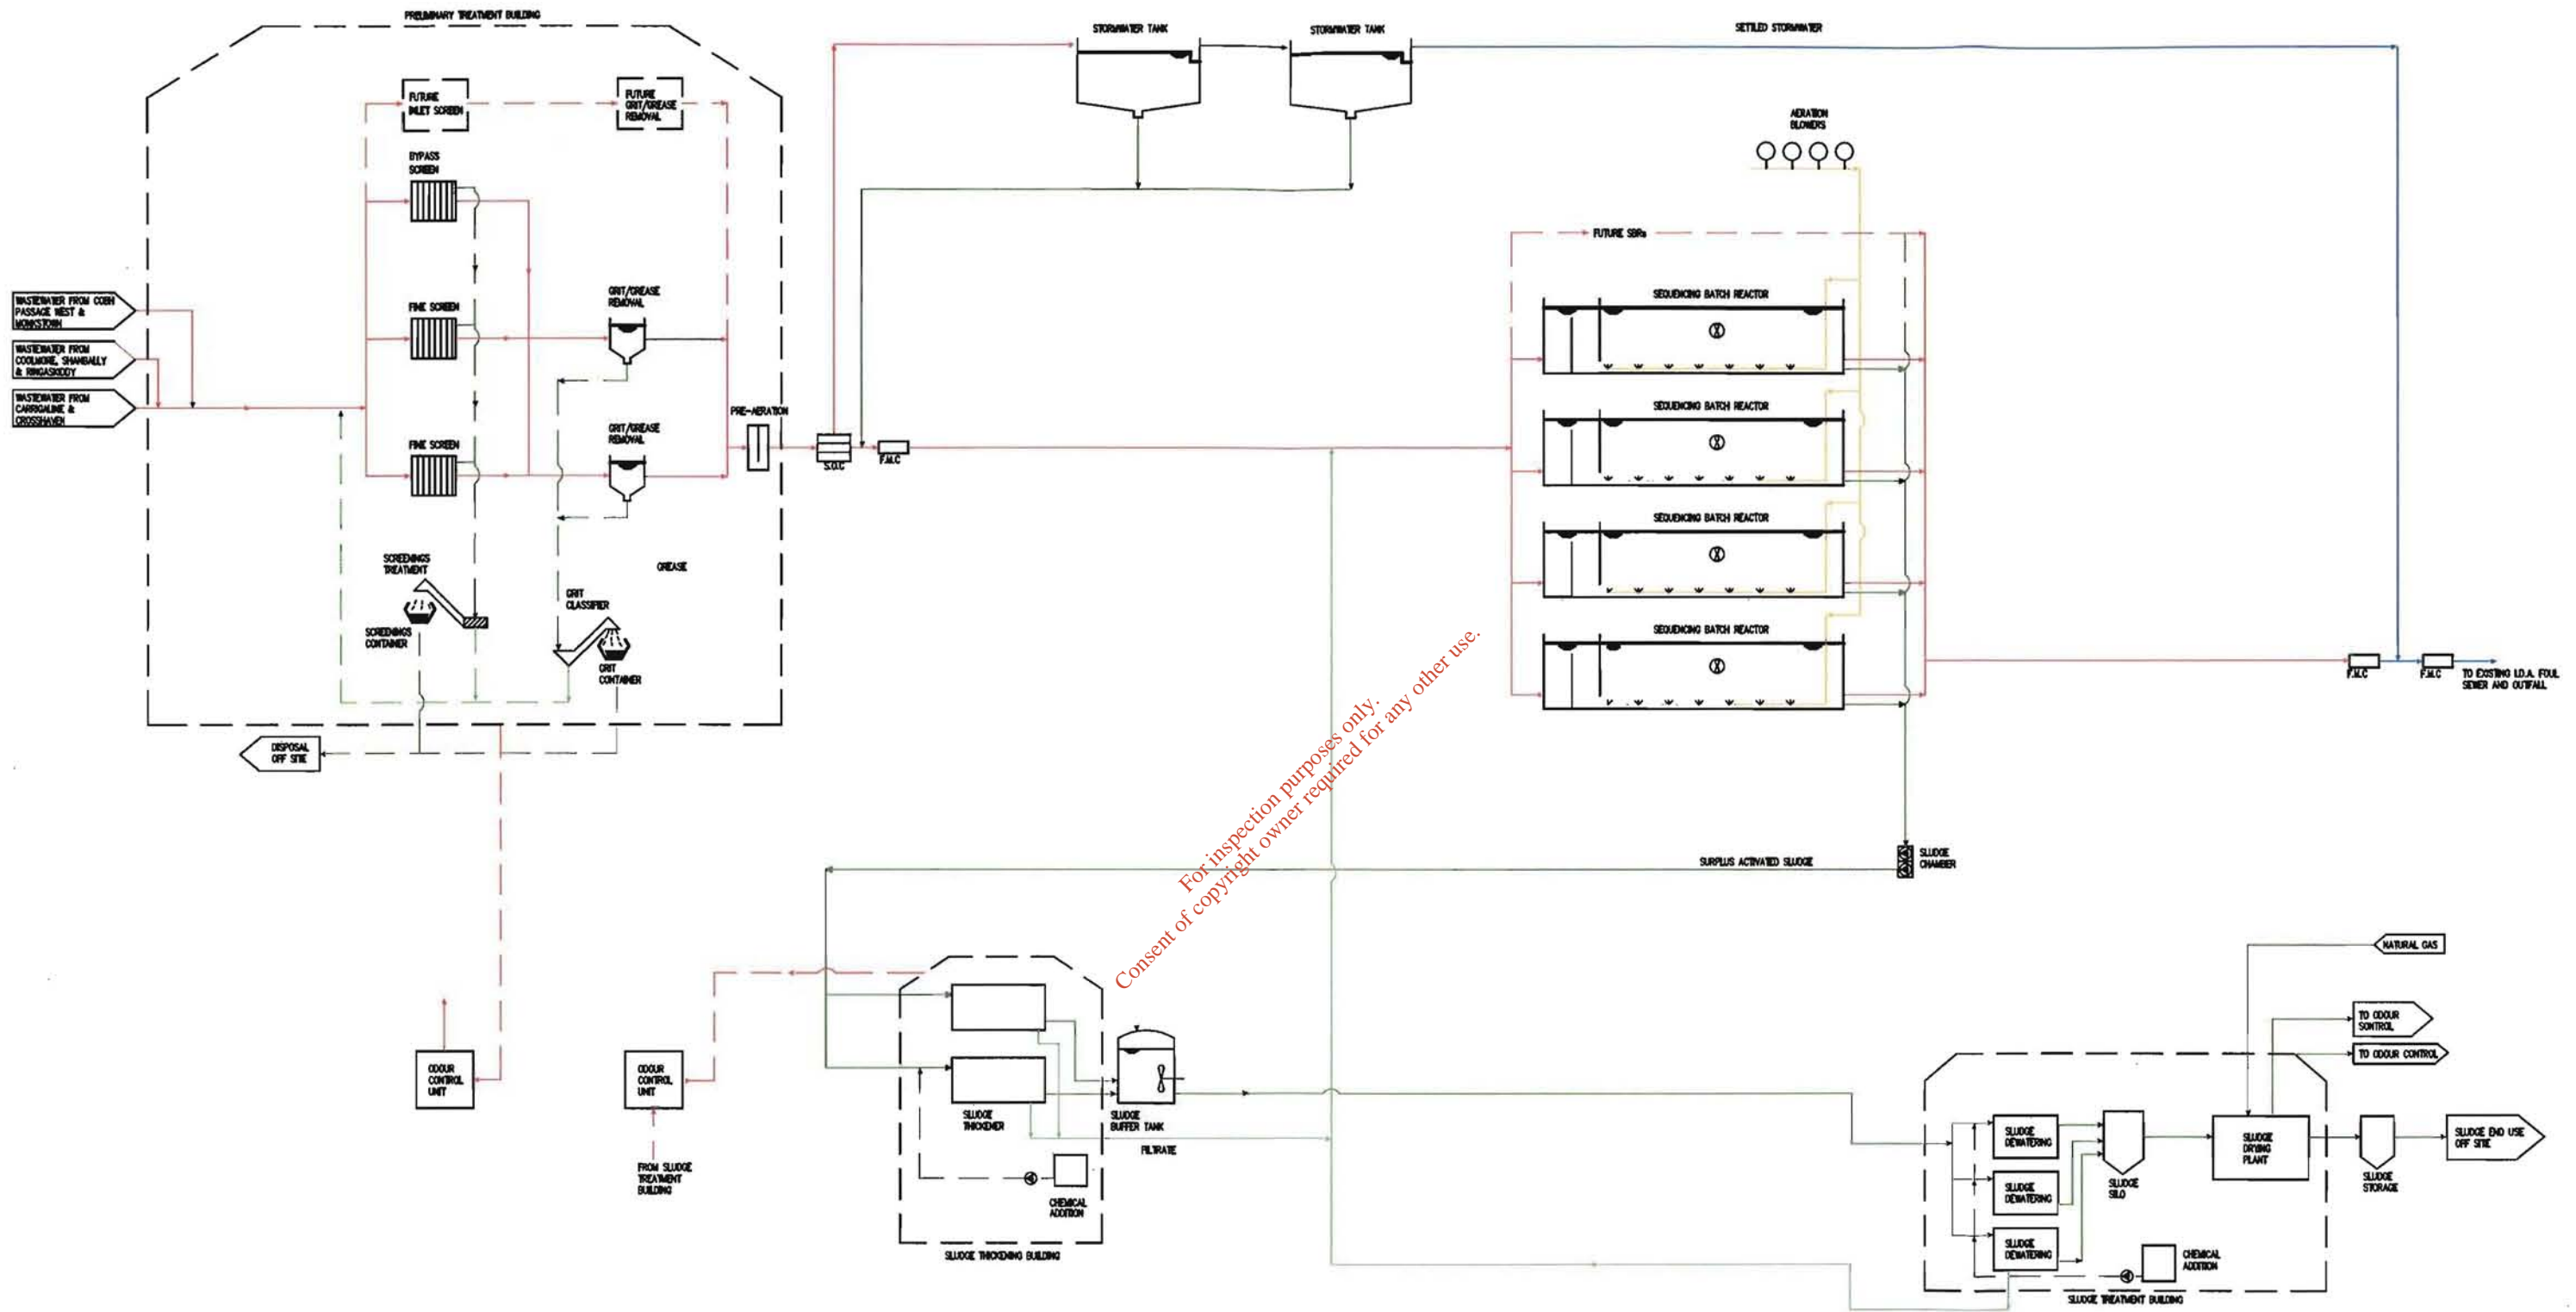 PRELIMINARY TREATMENT BUILDING
STORMWATER TANK
STORMWATER TANK
SETTLED STORMWATER
FUTURE
INLET SCREEN
FUTURE
GRIT/GREASE
REMOVAL
AERATION
BLOWERS
BYPASS
SCREEN
FUTURE SBRs
WASTEWATER FROM COBH
PASSAGE WEST &
MONKSTOWN
WASTEWATER FROM
COOLMORE, SHANBALLY
& RINGASKIDDY
WASTEWATER FROM
CARRIGALINE &
CROSSHAVEN
FINE SCREEN
GRIT/GREASE
REMOVAL
FINE SCREEN
GRIT/GREASE
REMOVAL
PRE-AERATION
S.O.C
F.M.C
SEQUENCING BATCH REACTOR
SEQUENCING BATCH REACTOR
SEQUENCING BATCH REACTOR
SEQUENCING BATCH REACTOR
SCREENINGS
TREATMENT
GREASE
GRIT
CLASSIFIER
SCREENINGS
CONTAINER
GRIT
CONTAINER
F.M.C
F.M.C
TO EXISTING I.D.A. FOUL
SEWER AND OUTFALL
DISPOSAL
OFF SITE
For inspection purposes only.
Consent of copyright owner required for any other use.
SURPLUS ACTIVATED SLUDGE
SLUDGE
CHAMBER
NATURAL GAS
TO ODOUR
SONTROL
TO ODOUR CONTROL
ODOUR
CONTROL
UNIT
ODOUR
CONTROL
UNIT
FROM SLUDGE
TREATMENT
BUILDING
SLUDGE
THICKENER
SLUDGE
BUFFER TANK
FILTRATE
CHEMICAL
ADDITION
SLUDGE THICKENING BUILDING
SLUDGE
DEWATERING
SLUDGE
DEWATERING
SLUDGE
DEWATERING
SLUDGE
SILO
SLUDGE
DRYING
PLANT
SLUDGE
STORAGE
SLUDGE END USE
OFF SITE
CHEMICAL
ADDITION
SLUDGE TREATMENT BUILDING